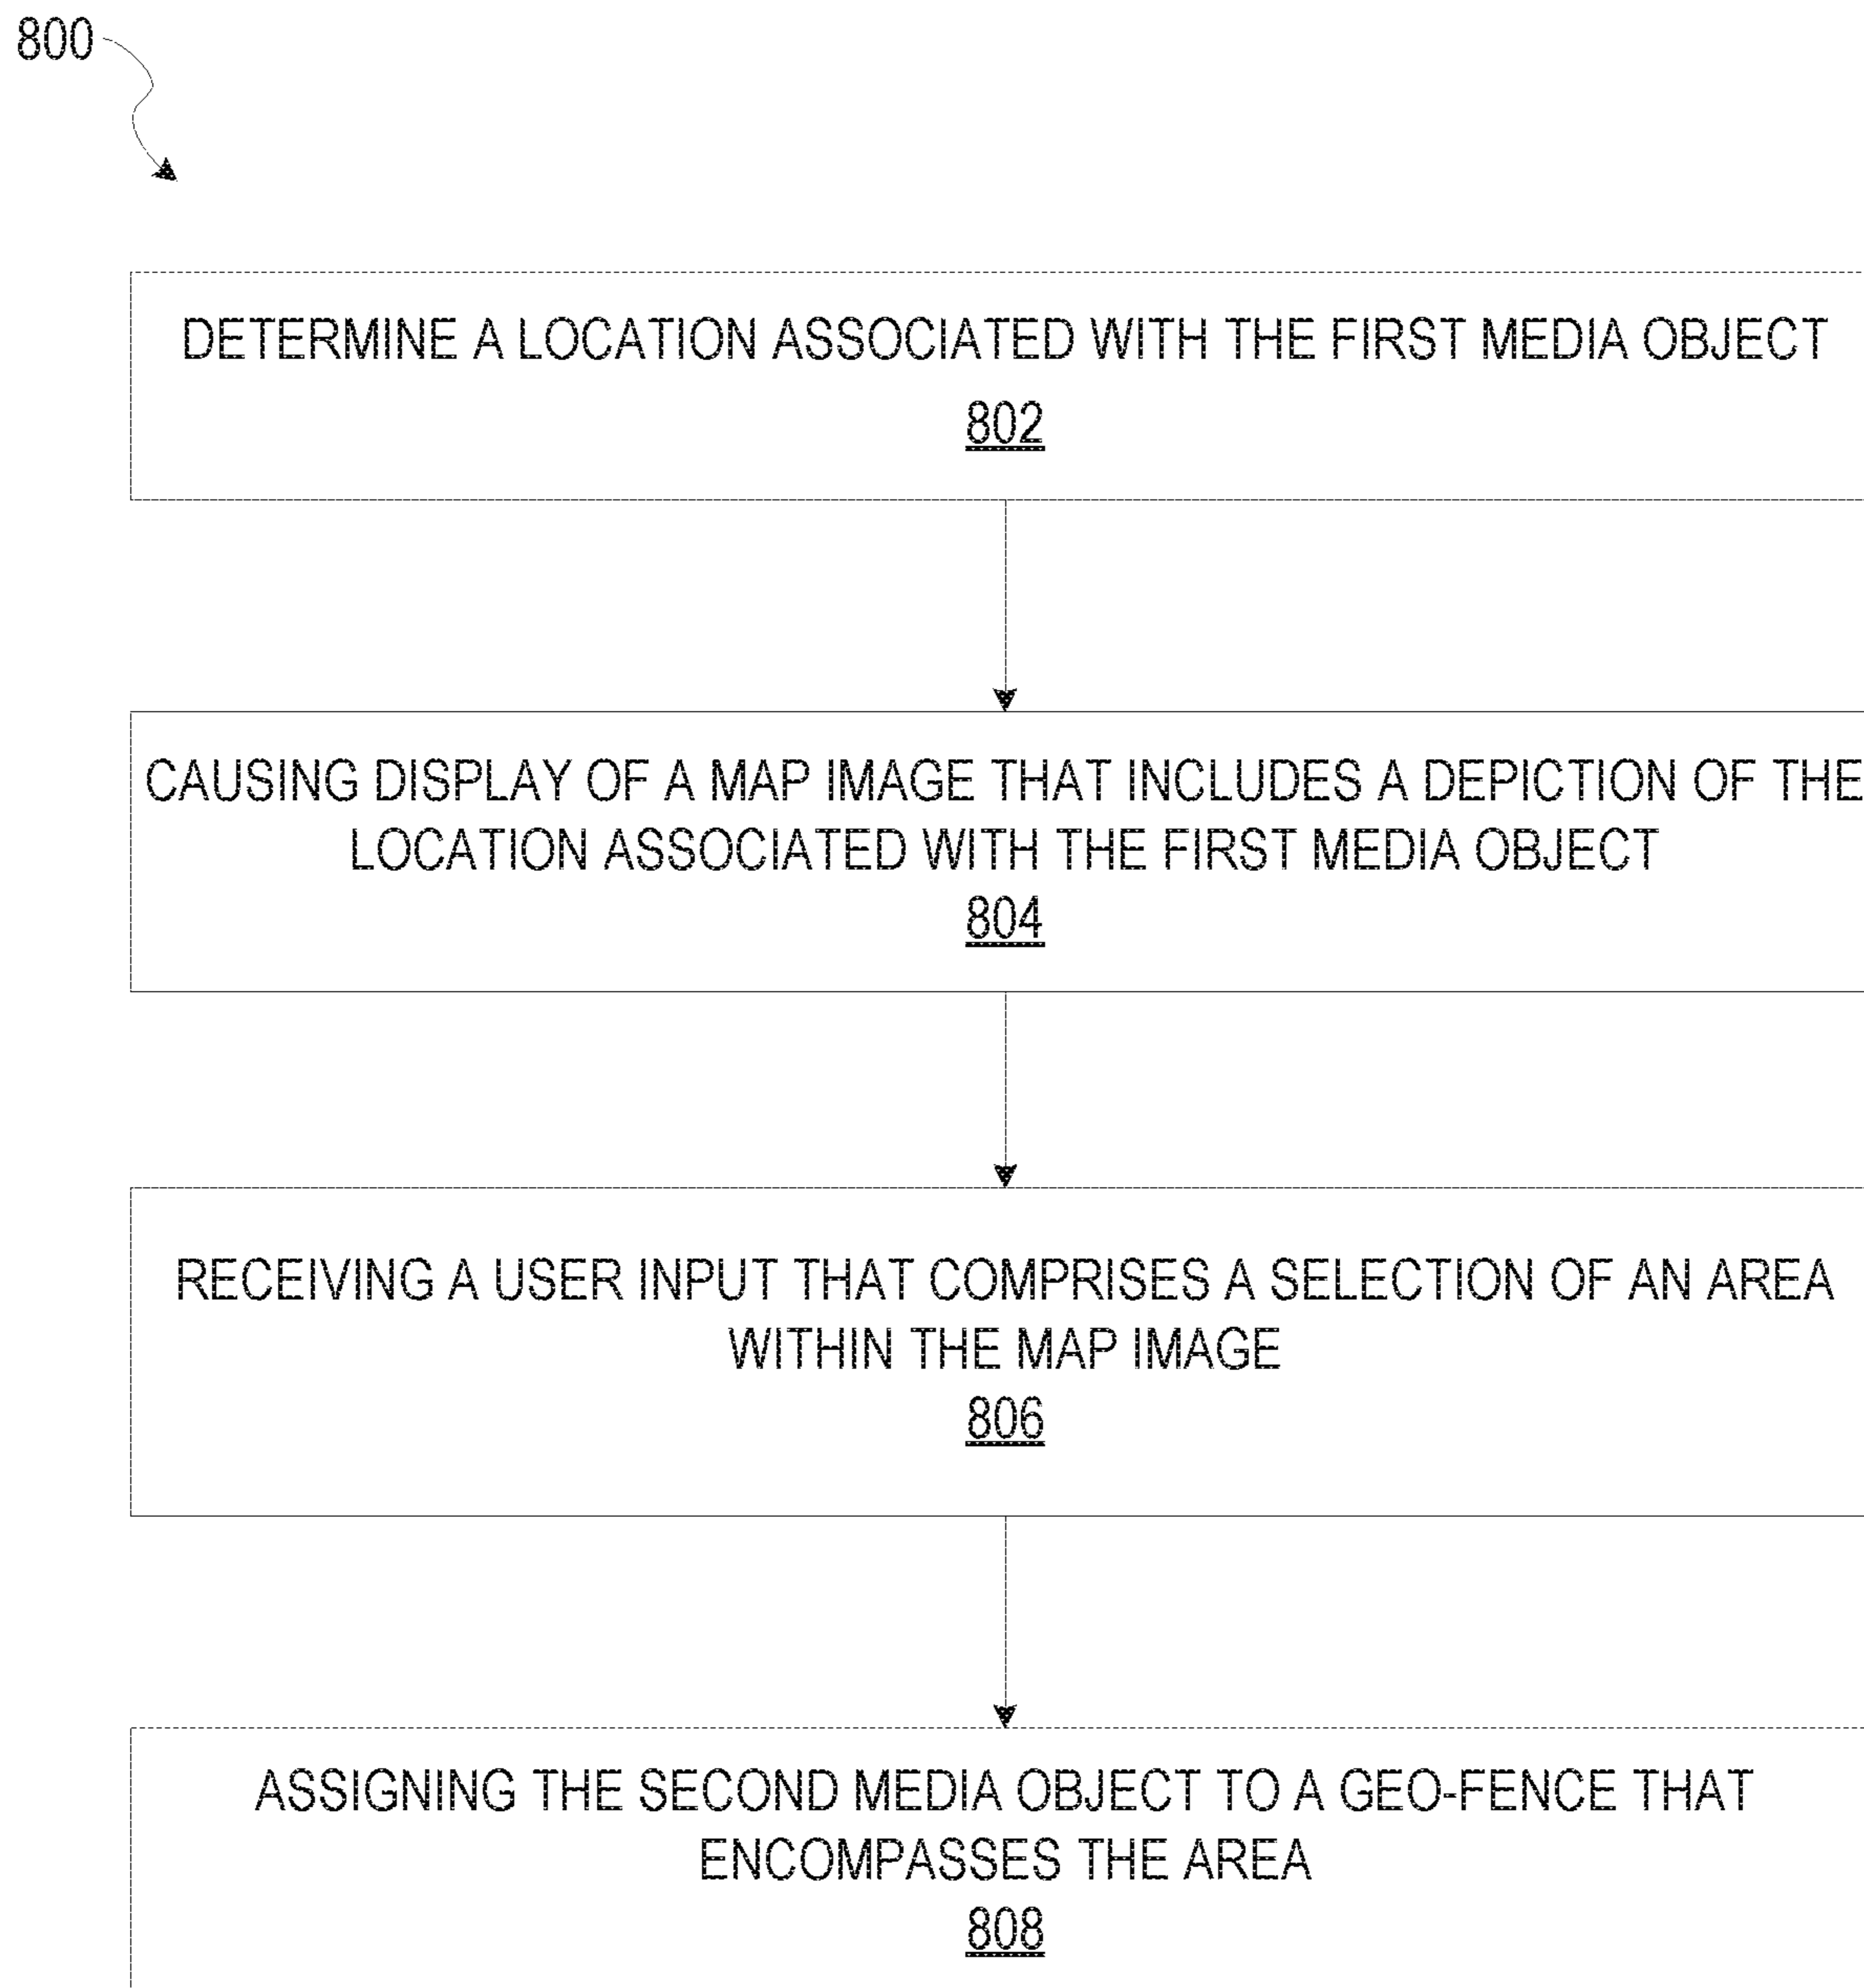 800
DETERMINE A LOCATION ASSOCIATED WITH THE FIRST MEDIA OBJECT
802
CAUSING DISPLAY OF A MAP IMAGE THAT INCLUDES A DEPICTION OF THE
LOCATION ASSOCIATED WITH THE FIRST MEDIA OBJECT
804
RECEIVING A USER INPUT THAT COMPRISES A SELECTION OF AN AREA
WITHIN THE MAP IMAGE
806
ASSIGNING THE SECOND MEDIA OBJECT TO A GEO-FENCE THAT
ENCOMPASSES THE AREA
808